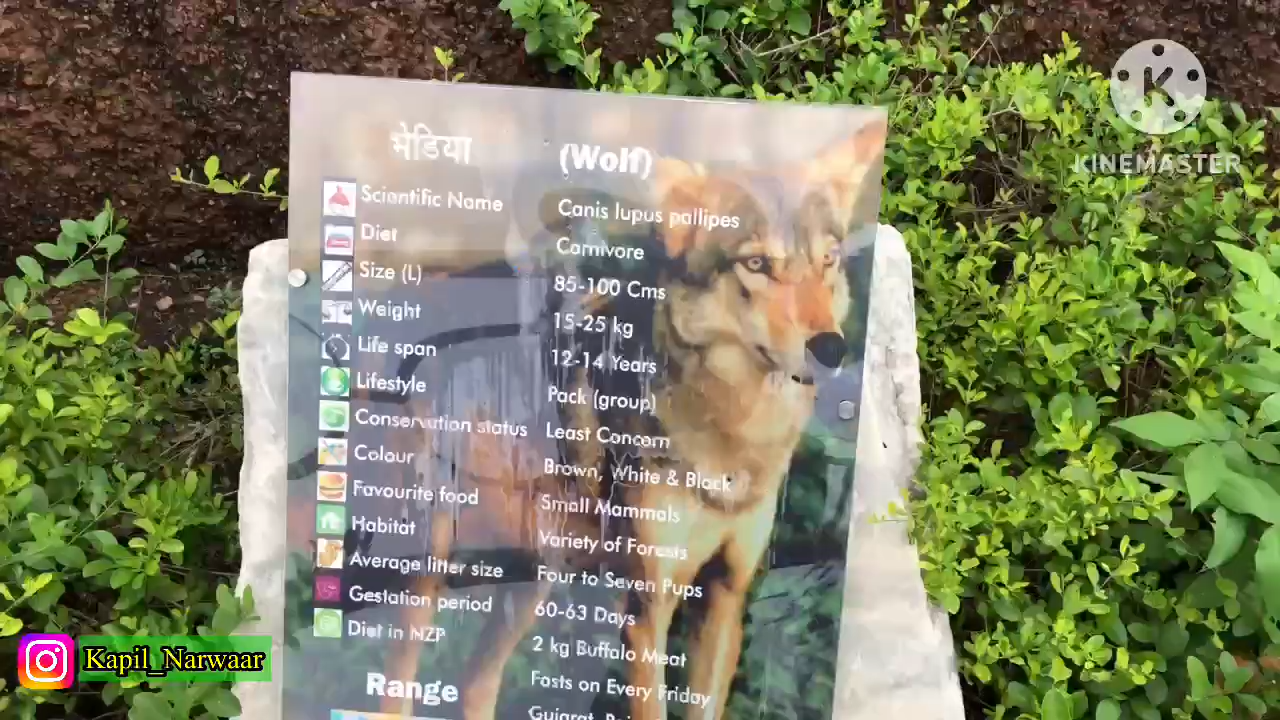 KINEMASTER
भेडिया (Wolf)
Scientific Name Canis lupus pallipes
Diet Carnivore
Size (L) 85-100 Cms
Weight 15-25 kg
Life span 12-14 Years
Lifestyle Pack (group)
Conservation status Least Concern
Colour Brown, White & Black
Favourite food Small Mammals
Habitat Variety of Forests
Average litter size Four to Seven Pups
Gestation period 60-63 Days
Diet in NZP 2 kg Buffalo Meat
Fasts on Every Friday
Range Gujarat,
Kapil_Narwaar